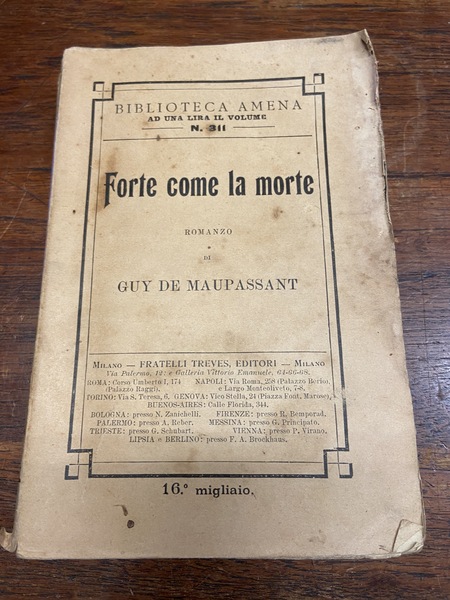 BIBLIOTECA AMENA
AD UNA LIRA IL VOLUME
N. 311
Forte come la morte
ROMANZO
DI
GUY DE MAUPASSANT
MILANO — FRATELLI TREVES, EDITORI — MILANO
Via Palermo, 12; e Galleria Vittorio Emanuele, 64-66-68.
ROMA: Corso Umberto I, 174 NAPOLI: Via Roma, 258 (Palazzo Berio)
(Palazzo Raggi). e Largo Monteoliveto, 7-8.
TORINO: Via S. Teresa, 6. GENOVA: Vico Stella, 24 (Piazza Font. Marose).
BUENOS-AIRES: Calle Florida, 344.
BOLOGNA: presso N. Zanichelli. FIRENZE: presso R. Bemporad.
PALERMO: presso A. Reber. MESSINA: presso G. Principato.
TRIESTE: presso G. Schubart. VIENNA: presso P. Virano.
LIPSIA e BERLINO: presso F. A. Brockhaus.
16.° migliaio.